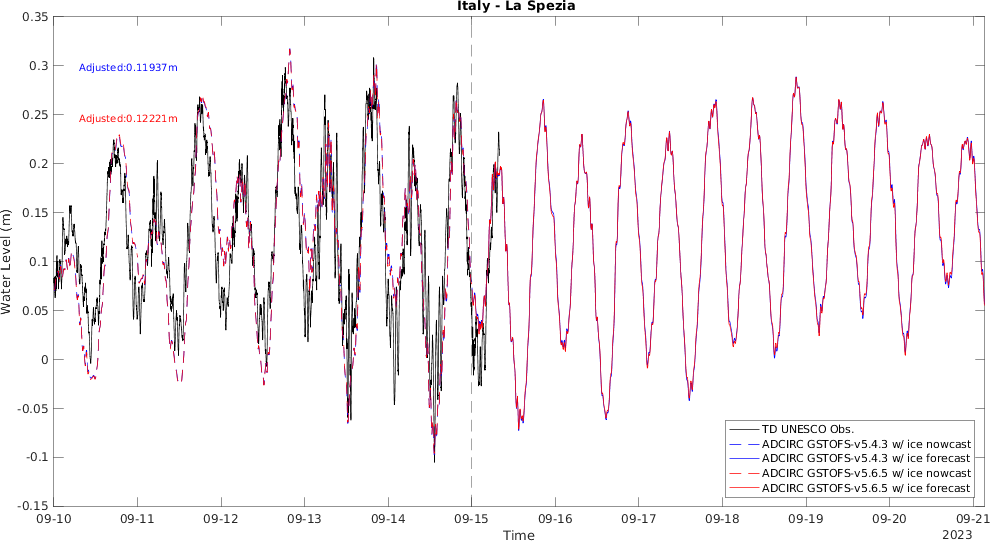 Italy - La Spezia
0.35
0.3
0.25
0.2
0.15
0.1
0.05
0
-0.05
-0.1
-0.15
Water Level (m)
Adjusted:0.11937m
Adjusted:0.12221m
TD UNESCO Obs.
ADCIRC GSTOFS-v5.4.3 w/ ice nowcast
ADCIRC GSTOFS-v5.4.3 w/ ice forecast
ADCIRC GSTOFS-v5.6.5 w/ ice nowcast
ADCIRC GSTOFS-v5.6.5 w/ ice forecast
09-10 09-11 09-12 09-13 09-14 09-15 09-16 09-17 09-18 09-19 09-20 09-21
Time
2023